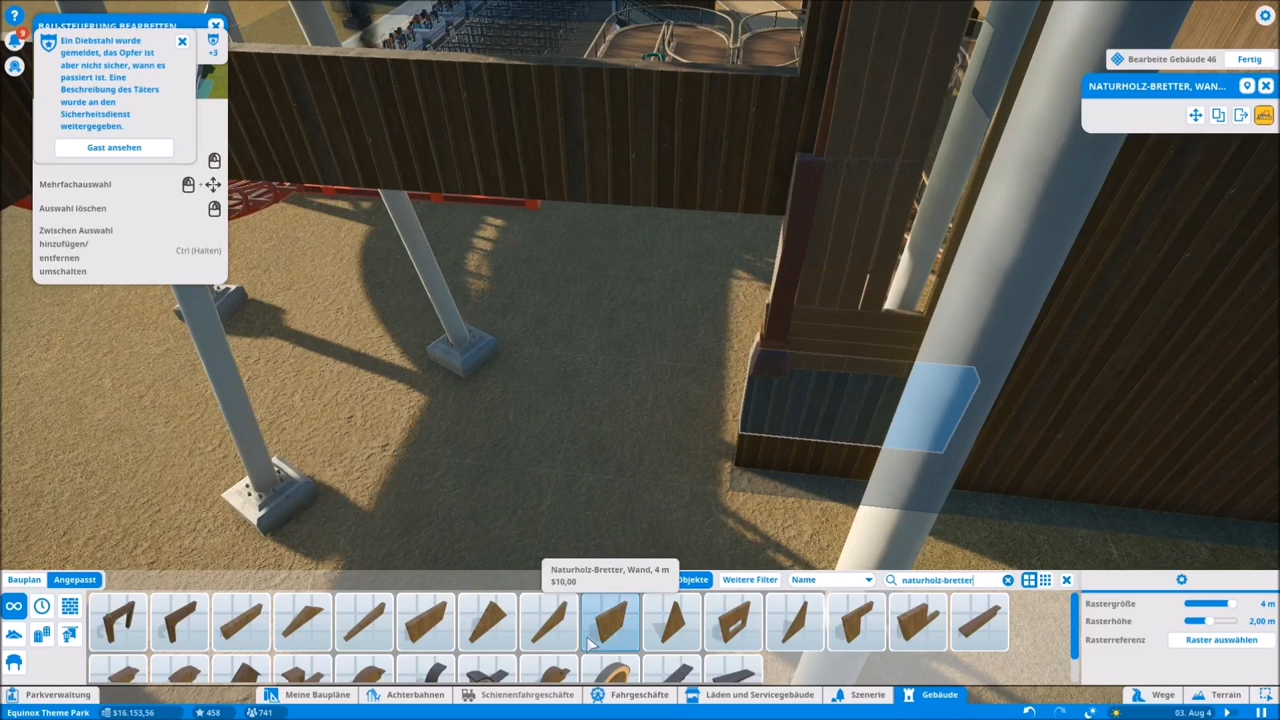 BAU-STEUERUNG BEARBEITEN
9
Ein Diebstahl wurde
gemeldet, das Opfer ist
aber nicht sicher, wann es
passiert ist. Eine
Beschreibung des Täters
wurde an den
Sicherheitsdienst
weitergegeben.
+3
Gast ansehen
Mehrfachauswahl
+
Auswahl löschen
Zwischen Auswahl
hinzufügen/
entfernen
umschalten
Ctrl (Halten)
Bearbeite Gebäude 46
Fertig
NATURHOLZ-BRETTER, WAN...
Naturholz-Bretter, Wand, 4 m
$10,00
Bauplan
Angepasst
Objekte
Weitere Filter
Name
naturholz-bretter
Rastergröße
4 m
Rasterhöhe
2,00 m
Rasterreferenz
Raster auswählen
Parkverwaltung
Meine Baupläne
Achterbahnen
Schienenfahrgeschäfte
Fahrgeschäfte
Läden und Servicegebäude
Szenerie
Gebäude
Wege
Terrain
Equinox Theme Park
$16.153,56
458
741
03. Aug 4